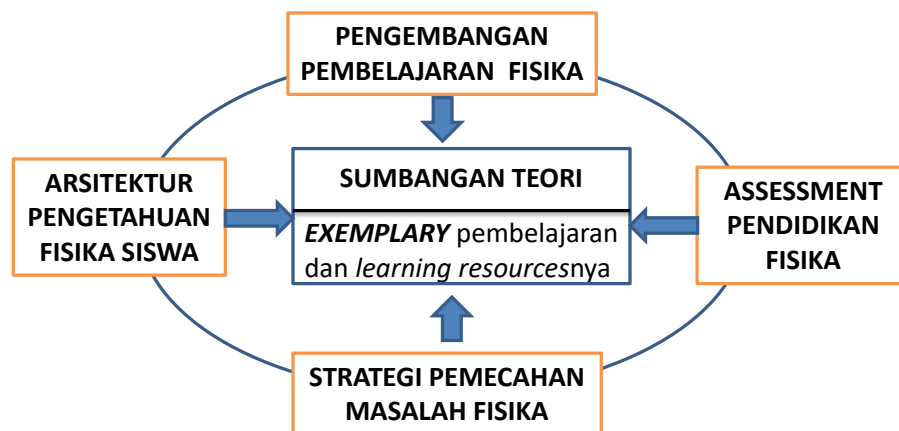 PENGEMBANGAN
PEMBELAJARAN FISIKA
ARSITEKTUR
PENGETAHUAN
FISIKA SISWA
SUMBANGAN TEORI
EXEMPLARY pembelajaran
dan learning resourcesnya
ASSESSMENT
PENDIDIKAN
FISIKA
STRATEGI PEMECAHAN
MASALAH FISIKA